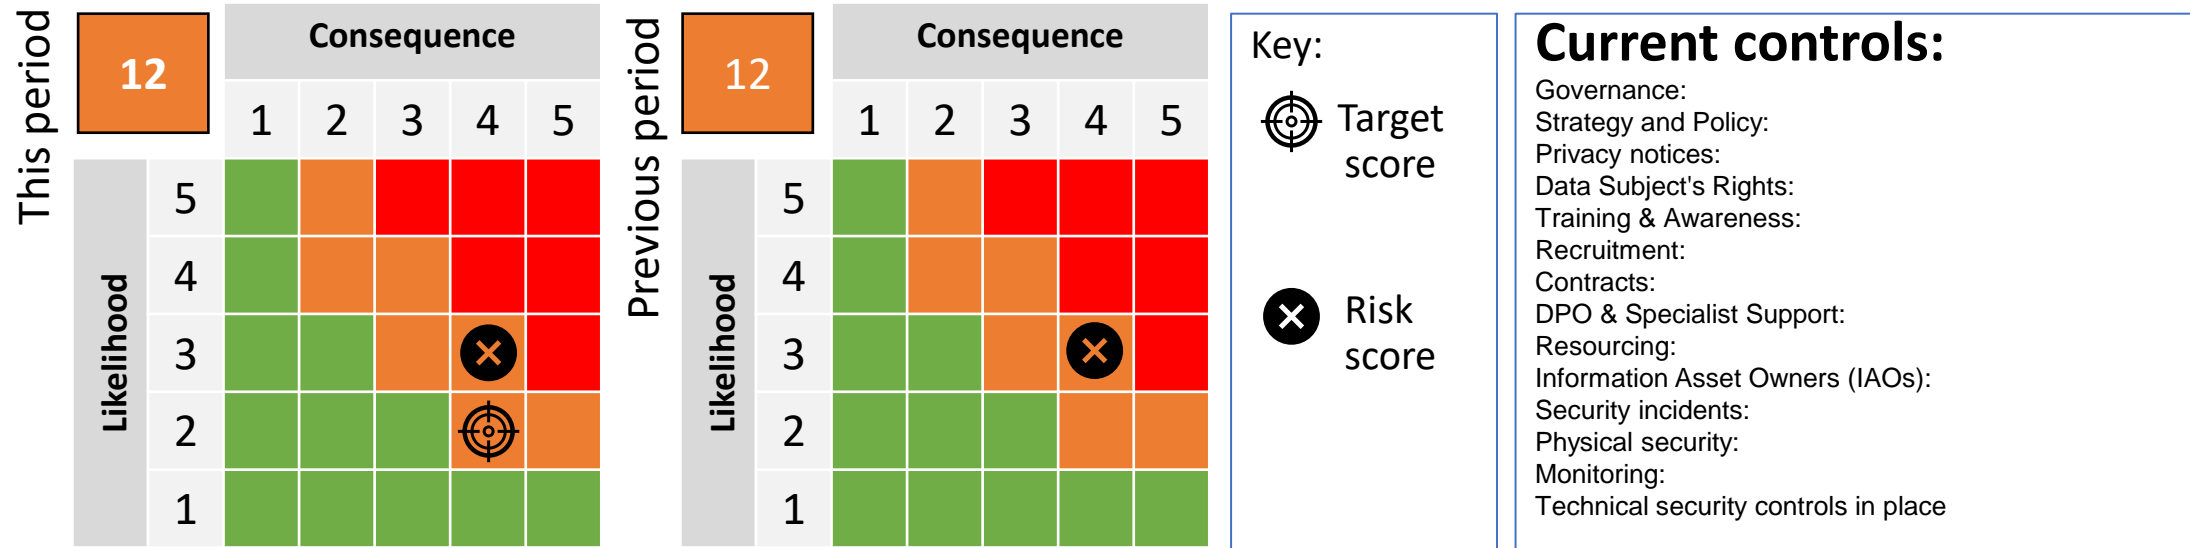 This period
12
Consequence
1 2 3 4 5
Likelihood
5
4
3
2
1
Previous period
12
Consequence
1 2 3 4 5
Likelihood
5
4
3
2
1
Key:
Target
score
Risk
score
Current controls:
Governance:
Strategy and Policy:
Privacy notices:
Data Subject's Rights:
Training & Awareness:
Recruitment:
Contracts:
DPO & Specialist Support:
Resourcing:
Information Asset Owners (IAOs):
Security incidents:
Physical security:
Monitoring:
Technical security controls in place